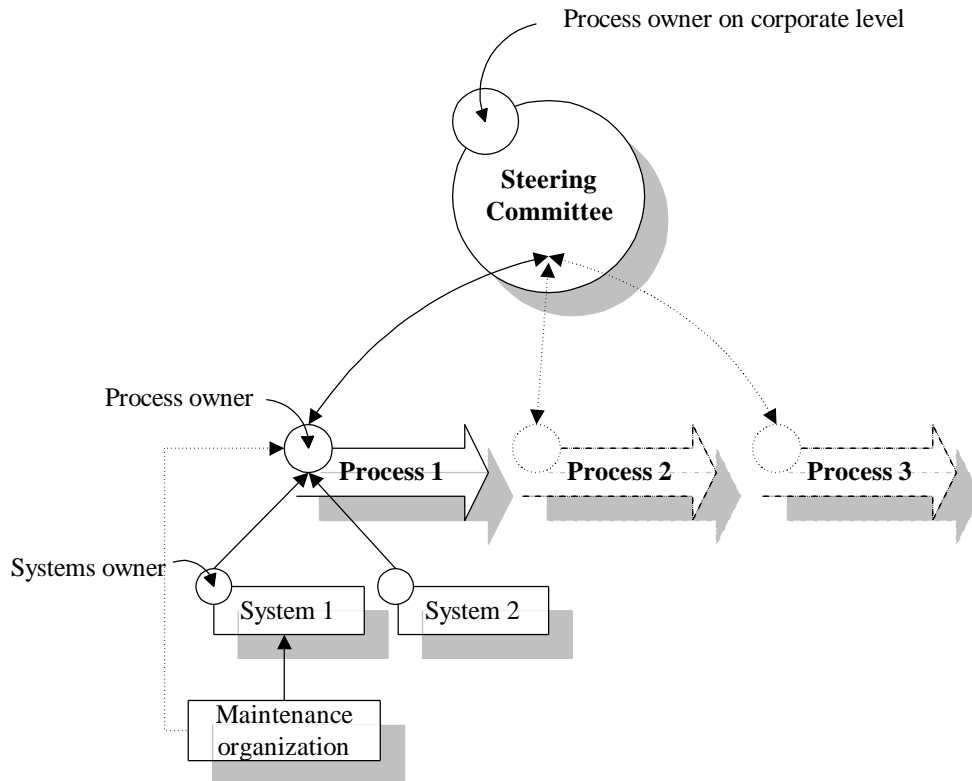 Process owner on corporate level
Steering
Committee
Process owner
Process 1
Process 2
Process 3
Systems owner
System 1
System 2
Maintenance
organization